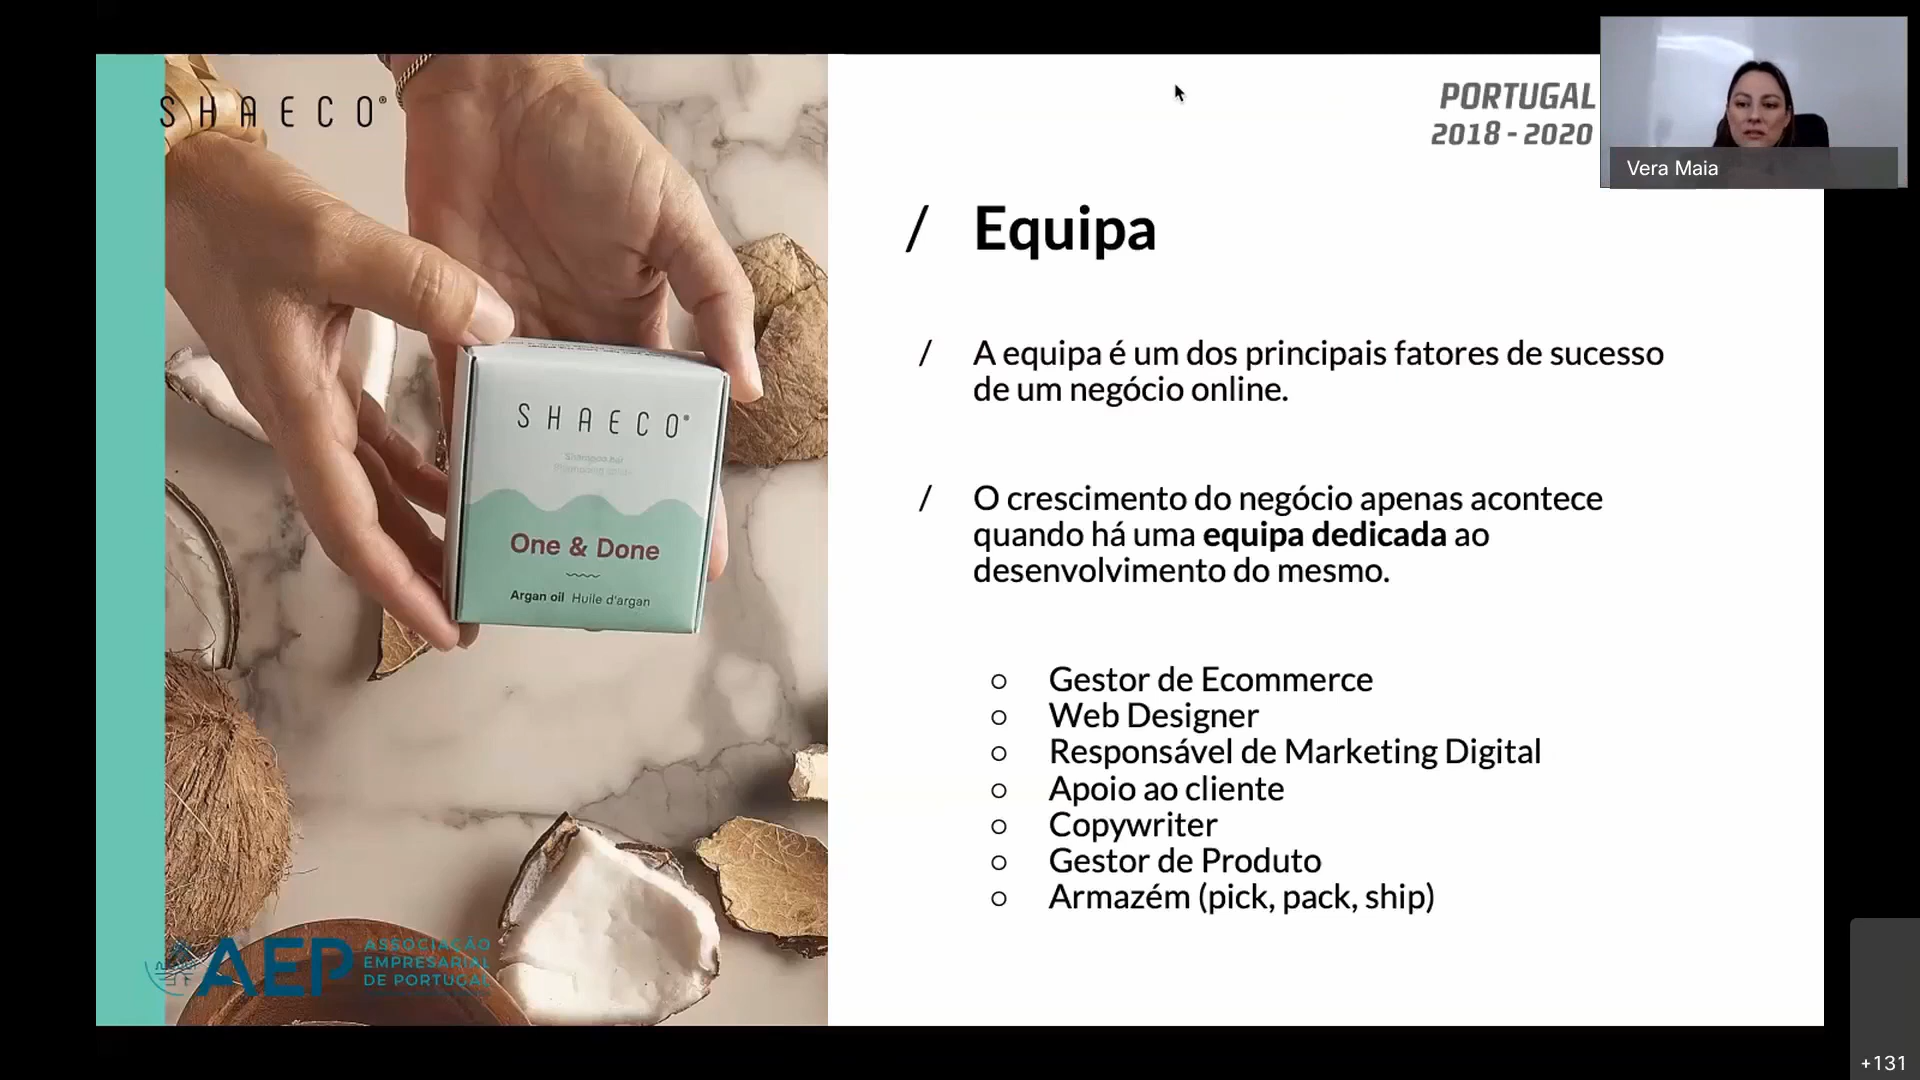 SHAECO®
PORTUGAL
2018 - 2020
Vera Maia
/ Equipa
/ A equipa é um dos principais fatores de sucesso
de um negócio online.
/ O crescimento do negócio apenas acontece
quando há uma equipa dedicada ao
desenvolvimento do mesmo.
○ Gestor de Ecommerce
○ Web Designer
○ Responsável de Marketing Digital
○ Apoio ao cliente
○ Copywriter
○ Gestor de Produto
○ Armazém (pick, pack, ship)
SHAECO®
Shampoo bar
One & Done
Argan oil Huile d'argan
AEP
ASSOCIAÇÃO
EMPRESARIAL
DE PORTUGAL
+131